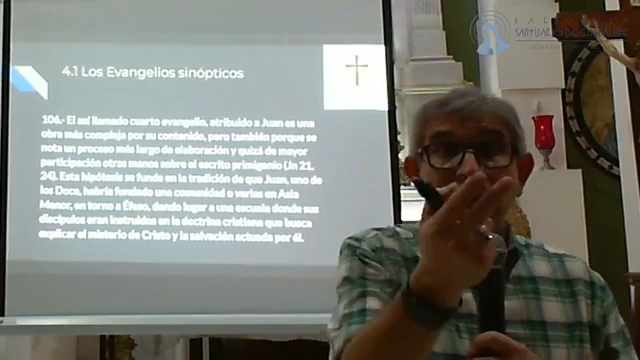 PARROQUIA
SANTUARIO DE GUADALUPE
4.1 Los Evangelios sinópticos
106.- El así llamado cuarto evangelio, atribuido a Juan es una
obra más compleja por su contenido, pero también porque se
nota un proceso más largo de elaboración y quizá de mayor
participación otras manos sobre el escrito primigenio (Jn 21,
24). Esta hipótesis se funda en la tradición de que Juan, uno de
los Doce, habría fundado una comunidad o varias en Asia
Menor, en torno a Éfeso, dando lugar a una escuela donde sus
discípulos eran instruidos en la doctrina cristiana que busca
explicar el misterio de Cristo y la salvación actuada por él.